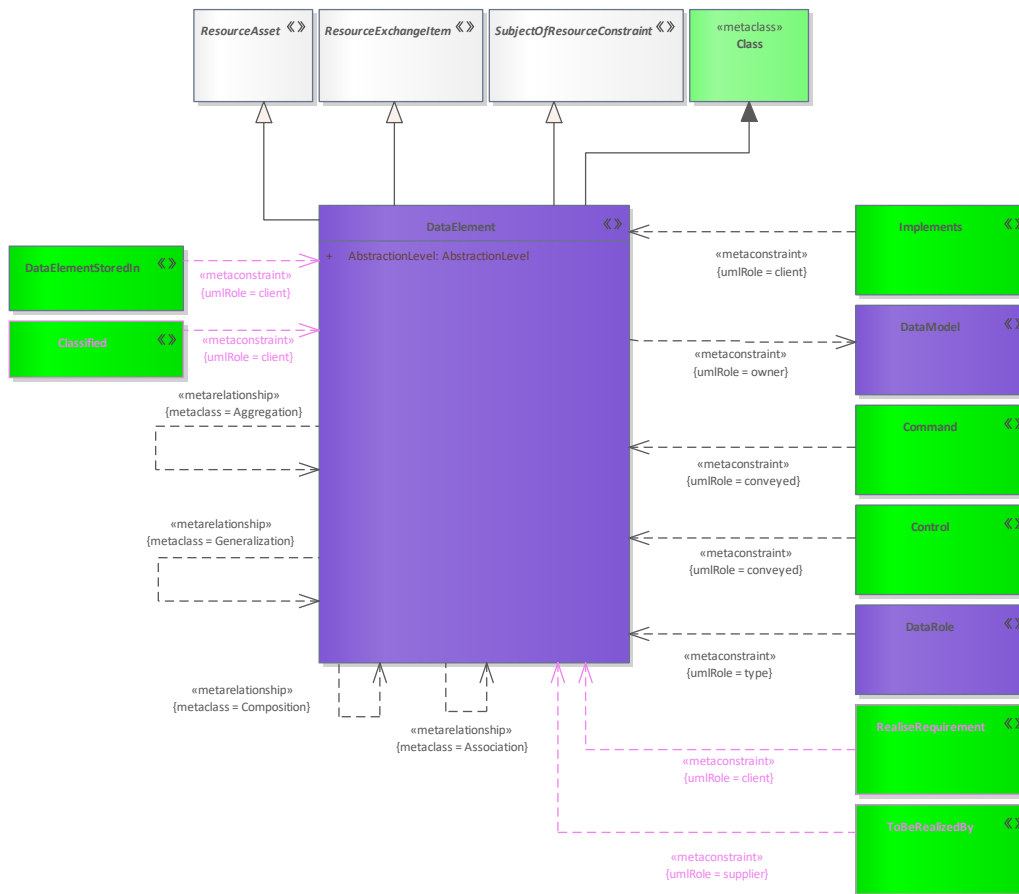 ResourceAsset
ResourceExchangeItem
SubjectOfResourceConstraint
«metaclass»
Class
DataElement
+ AbstractionLevel: AbstractionLevel
DataElementStoredIn
«metaconstraint»
{umlRole = client}
Classified
«metaconstraint»
{umlRole = client}
«metarelationship»
{metaclass = Aggregation}
«metarelationship»
{metaclass = Generalization}
«metarelationship»
{metaclass = Composition}
«metarelationship»
{metaclass = Association}
Implements
«metaconstraint»
{umlRole = client}
DataModel
«metaconstraint»
{umlRole = owner}
Command
«metaconstraint»
{umlRole = conveyed}
Control
«metaconstraint»
{umlRole = conveyed}
DataRole
«metaconstraint»
{umlRole = type}
RealiseRequirement
«metaconstraint»
{umlRole = client}
ToBeRealizedBy
«metaconstraint»
{umlRole = supplier}